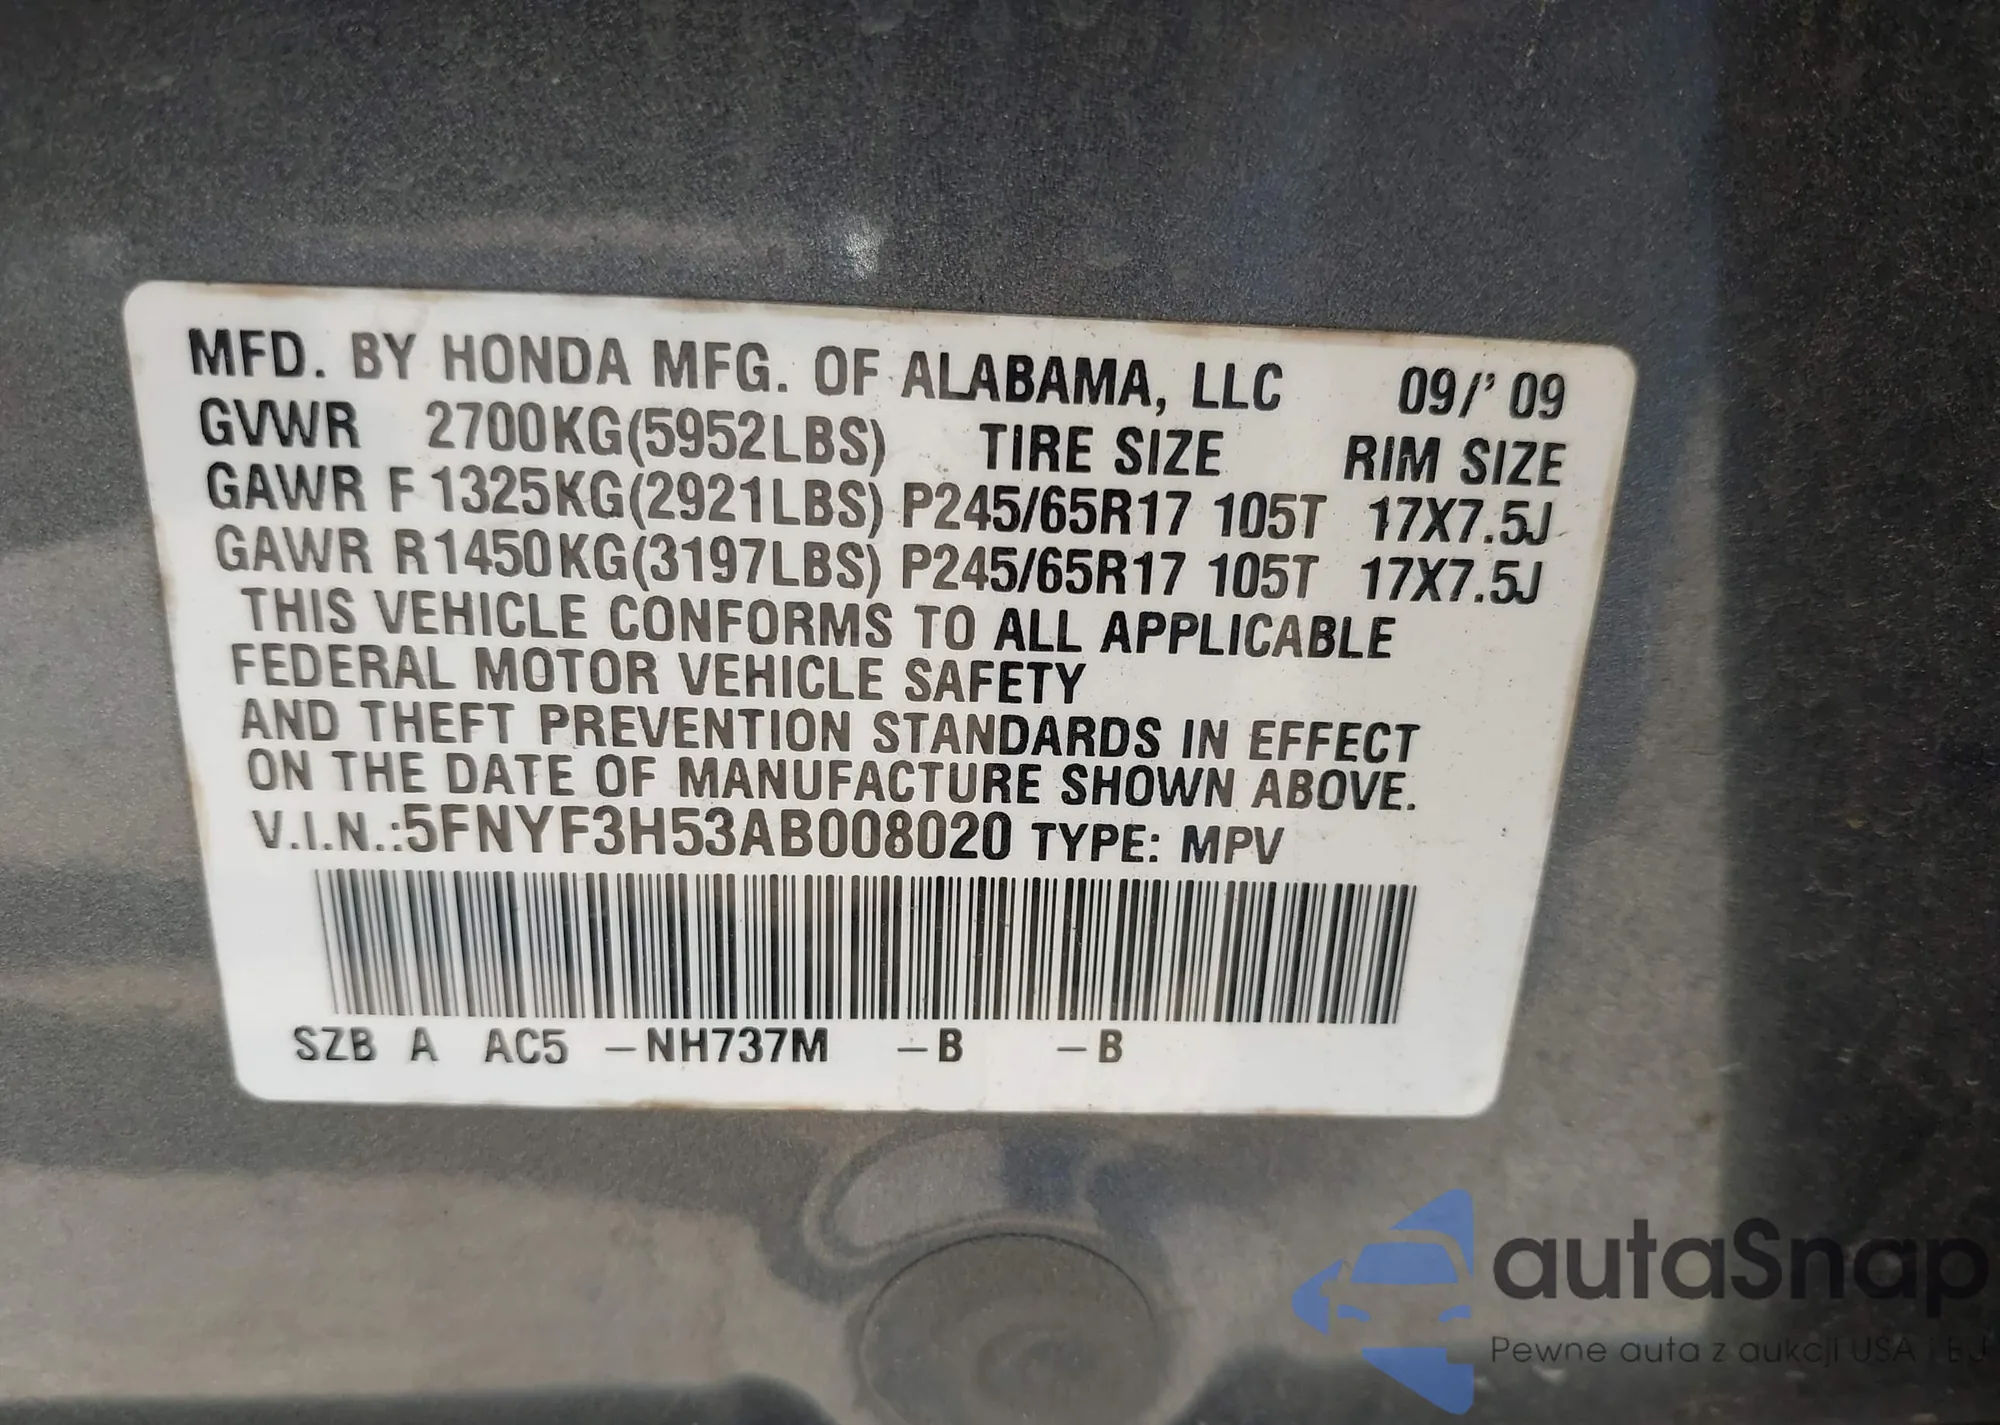 MFD. BY HONDA MFG. OF ALABAMA, LLC 09/'09
GVWR 2700KG(5952LBS) TIRE SIZE RIM SIZE
GAWR F 1325KG(2921LBS) P245/65R17 105T 17X7.5J
GAWR R 1450KG(3197LBS) P245/65R17 105T 17X7.5J
THIS VEHICLE CONFORMS TO ALL APPLICABLE
FEDERAL MOTOR VEHICLE SAFETY
AND THEFT PREVENTION STANDARDS IN EFFECT
ON THE DATE OF MANUFACTURE SHOWN ABOVE.
V.I.N.:5FNYF3H53AB008020 TYPE: MPV
SZB A AC5 –NH737M –B –B
autaSnap
Pewne auta z aukcji USA i EU